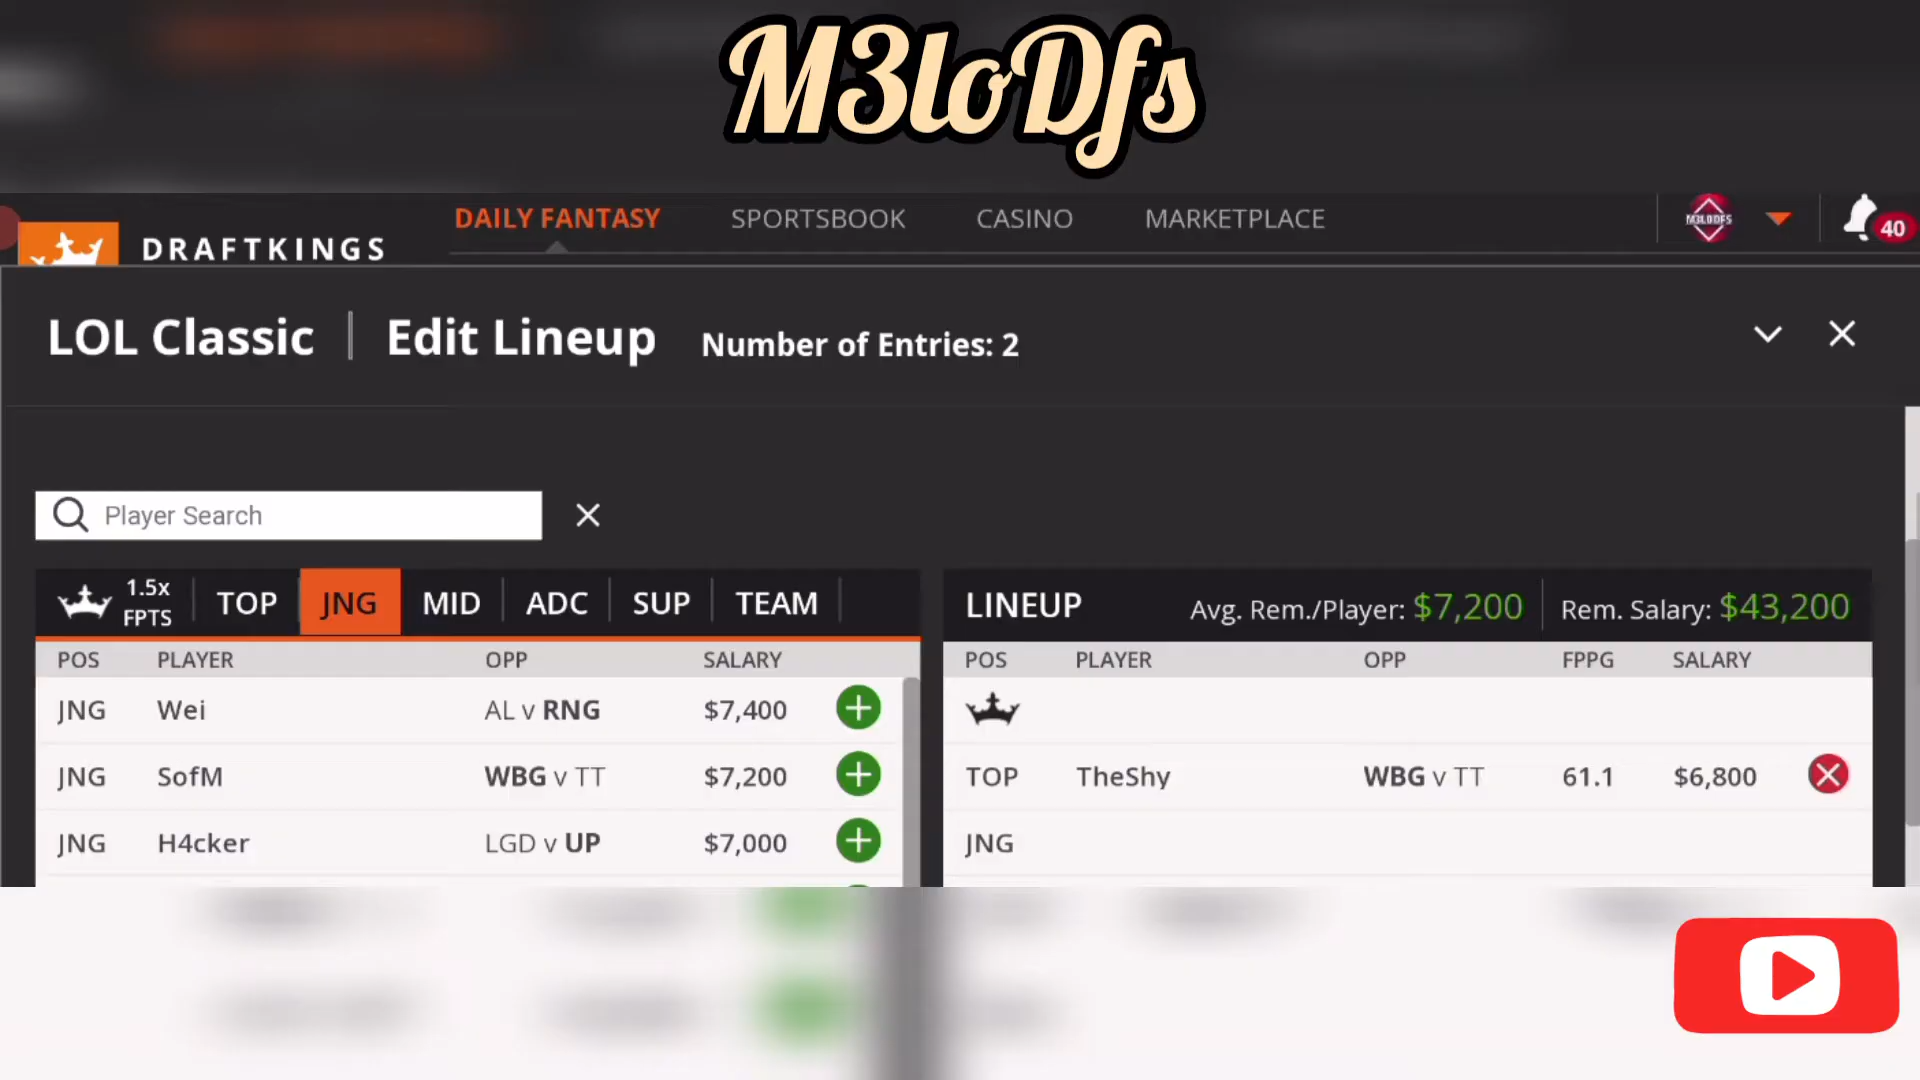 M3loDfs
DRAFTKINGS
DAILY FANTASY SPORTSBOOK CASINO MARKETPLACE
M3LODFS
40
LOL Classic | Edit Lineup Number of Entries: 2
Player Search
1.5x FPTS TOP JNG MID ADC SUP TEAM
POS PLAYER OPP SALARY
JNG Wei AL v RNG $7,400
JNG SofM WBG v TT $7,200
JNG H4cker LGD v UP $7,000
LINEUP Avg. Rem./Player: $7,200 Rem. Salary: $43,200
POS PLAYER OPP FPPG SALARY
TOP TheShy WBG v TT 61.1 $6,800
JNG